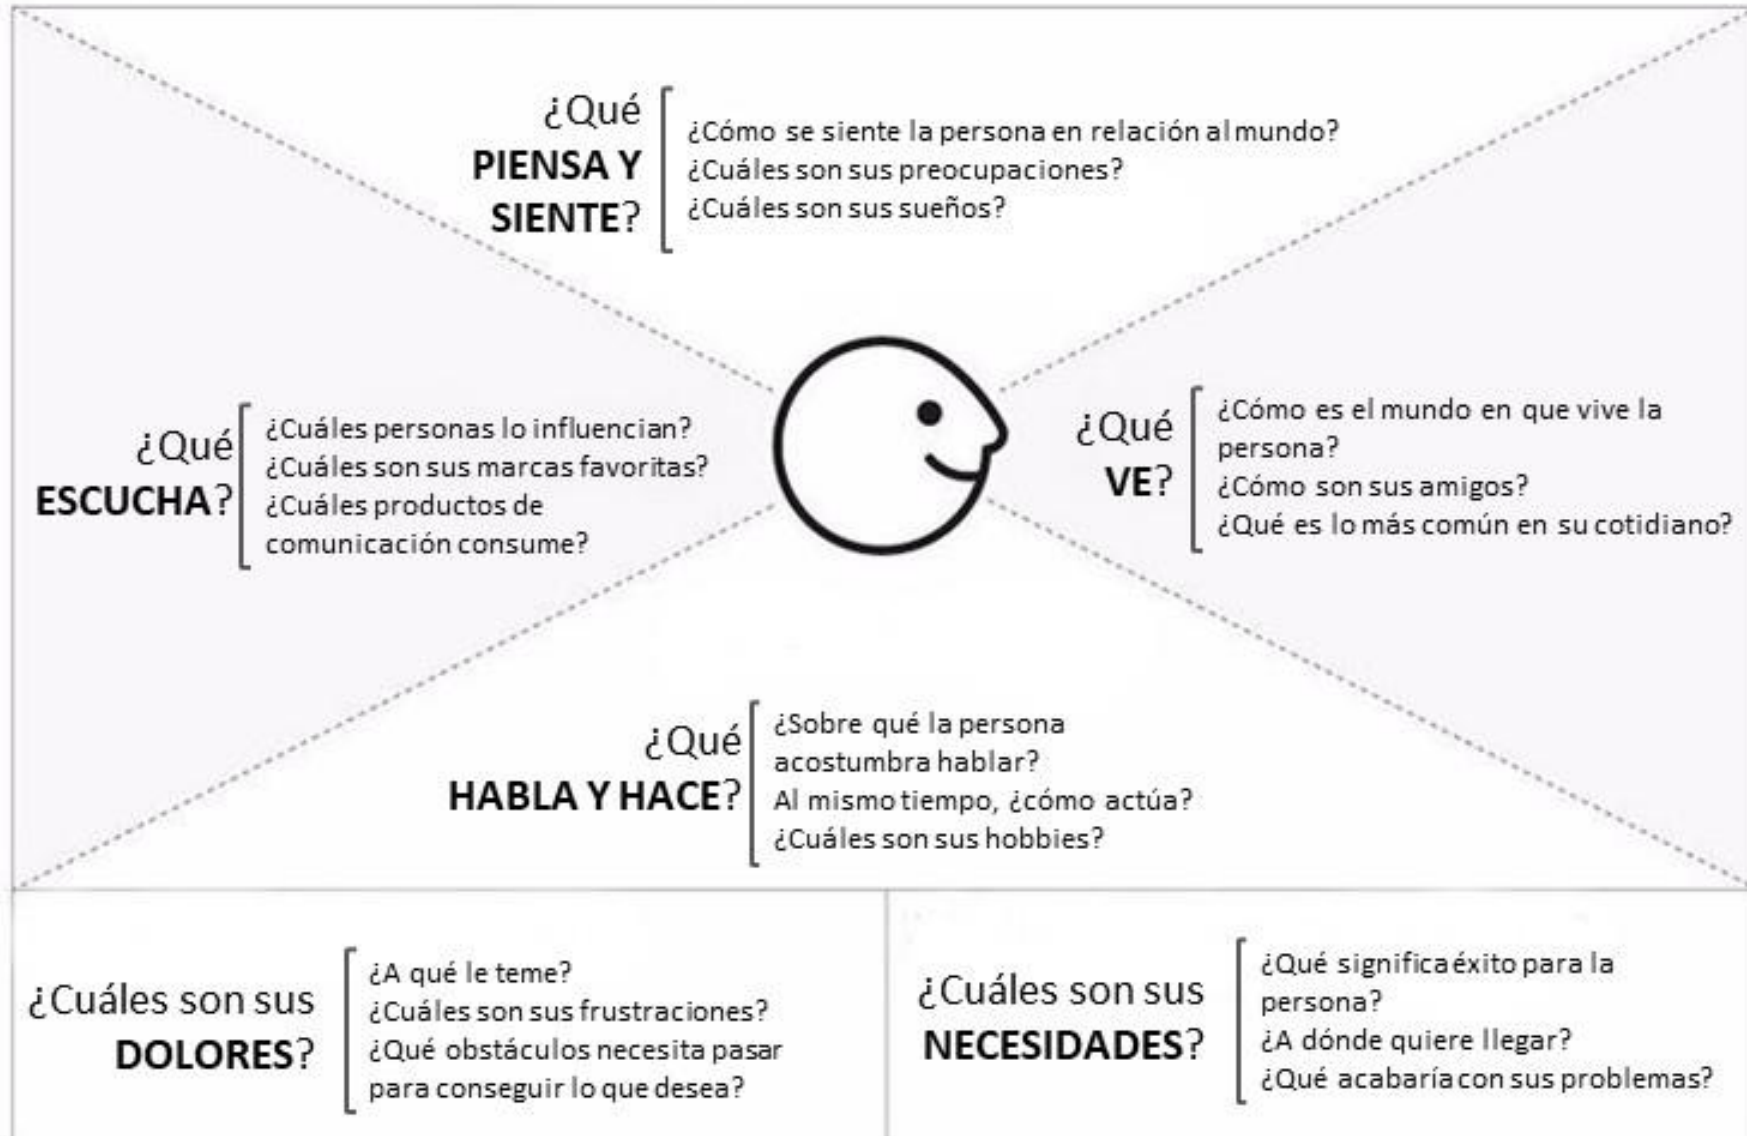 ¿Qué
PIENSA Y
SIENTE?
¿Cómo se siente la persona en relación al mundo?
¿Cuáles son sus preocupaciones?
¿Cuáles son sus sueños?
¿Qué
ESCUCHA?
¿Cuáles personas lo influencian?
¿Cuáles son sus marcas favoritas?
¿Cuáles productos de
comunicación consume?
¿Qué
VE?
¿Cómo es el mundo en que vive la
persona?
¿Cómo son sus amigos?
¿Qué es lo más común en su cotidiano?
¿Qué
HABLA Y HACE?
¿Sobre qué la persona
acostumbra hablar?
Al mismo tiempo, ¿cómo actúa?
¿Cuáles son sus hobbies?
¿Cuáles son sus
DOLORES?
¿A qué le teme?
¿Cuáles son sus frustraciones?
¿Qué obstáculos necesita pasar
para conseguir lo que desea?
¿Cuáles son sus
NECESIDADES?
¿Qué significa éxito para la
persona?
¿A dónde quiere llegar?
¿Qué acabaría con sus problemas?